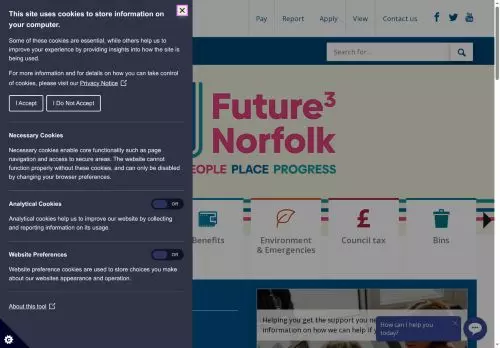 This site uses cookies to store information on
your computer.
Some of these cookies are essential, while others help us to
improve your experience by providing insights into how the site is
being used.
For more information and for details on how you can take control
of cookies, please visit our Privacy Notice
I Accept
I Do Not Accept
Necessary Cookies
Necessary cookies enable core functionality such as page
navigation and access to secure areas. The website cannot
function properly without these cookies, and can only be disabled
by changing your browser preferences.
Analytical Cookies
Off
Analytical cookies help us to improve our website by collecting
and reporting information on its usage.
Website Preferences
Off
Website preference cookies are used to store choices you make
about our websites appearance and operation.
About this tool
Pay
Report
Apply
View
Contact us
Search for...
Future3
Norfolk
PEOPLE PLACE PROGRESS
Benefits
Environment
& Emergencies
Council tax
Bins
Helping you get the support you
information on how we can help
How can I help you
today?